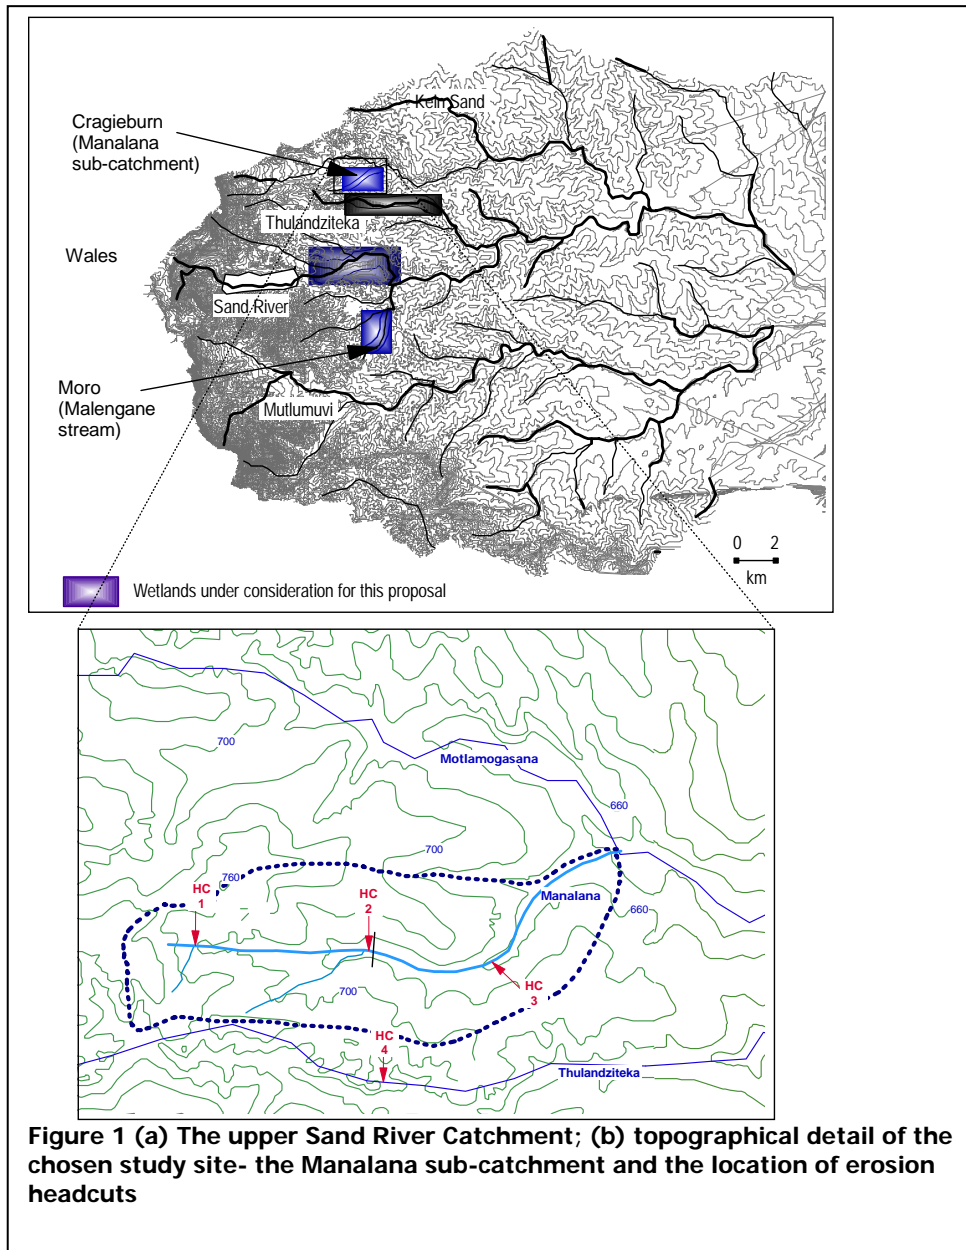 Klein Sand
Cragieburn
(Manalana
sub-catchment)
Thulandziteka
Wales
Sand River
Moro
(Malengane
stream)
Mutlumuvi
0 2
km
Wetlands under consideration for this proposal
700
Motlamogasana
660
700
760
HC
1
HC
2
Manalana
660
HC
3
700
HC
4
Thulandziteka
Figure 1 (a) The upper Sand River Catchment; (b) topographical detail of the
chosen study site- the Manalana sub-catchment and the location of erosion
headcuts